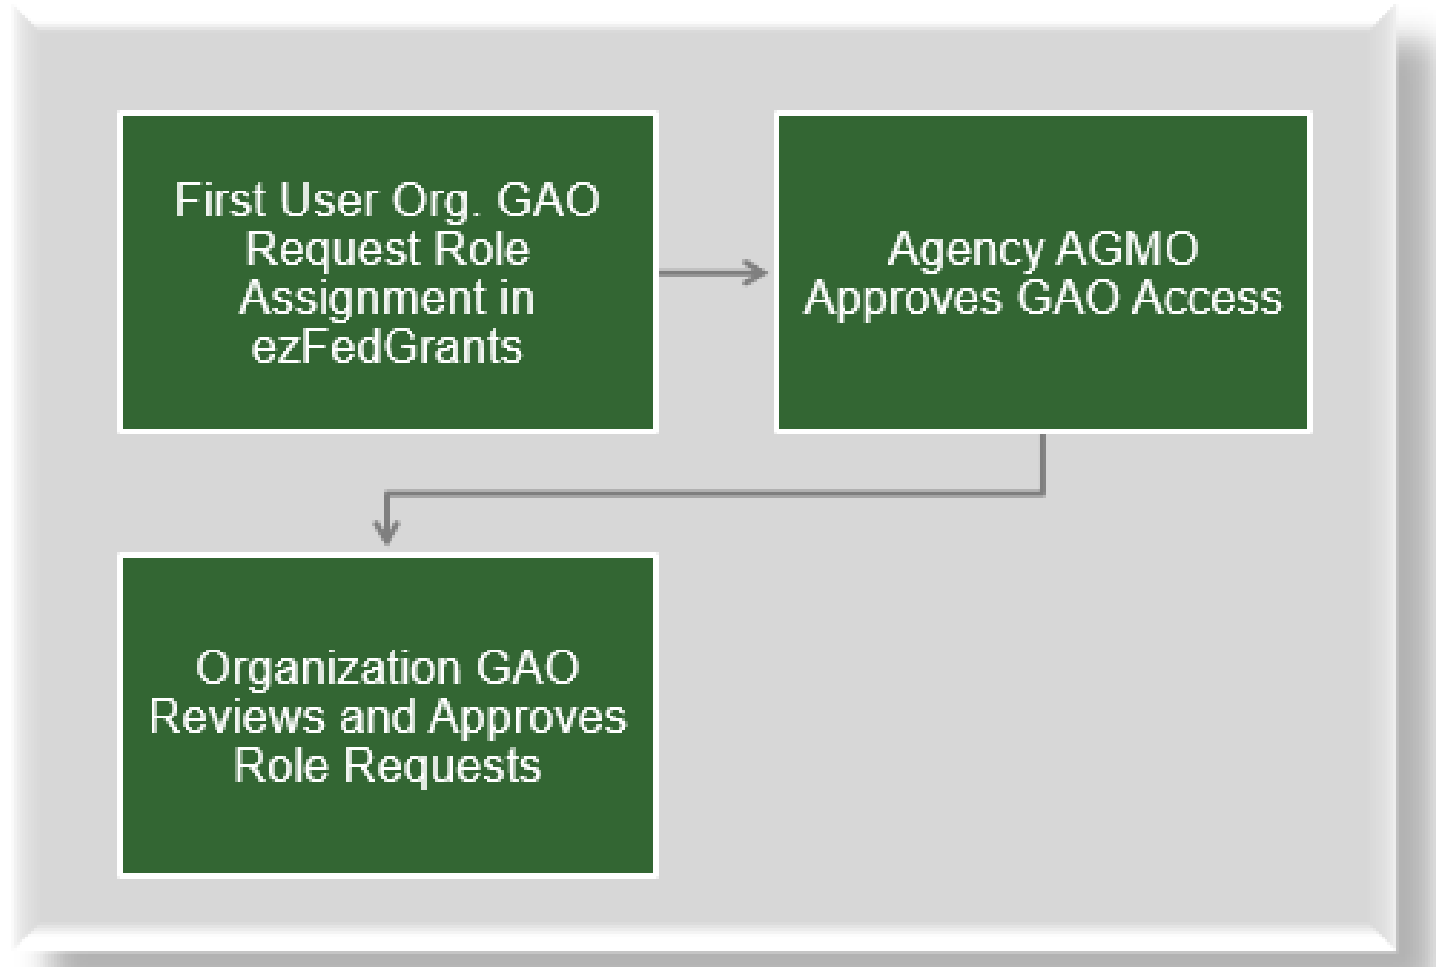 First User Org. GAO
Request Role
Assignment in
ezFedGrants
Agency AGMO
Approves GAO Access
Organization GAO
Reviews and Approves
Role Requests